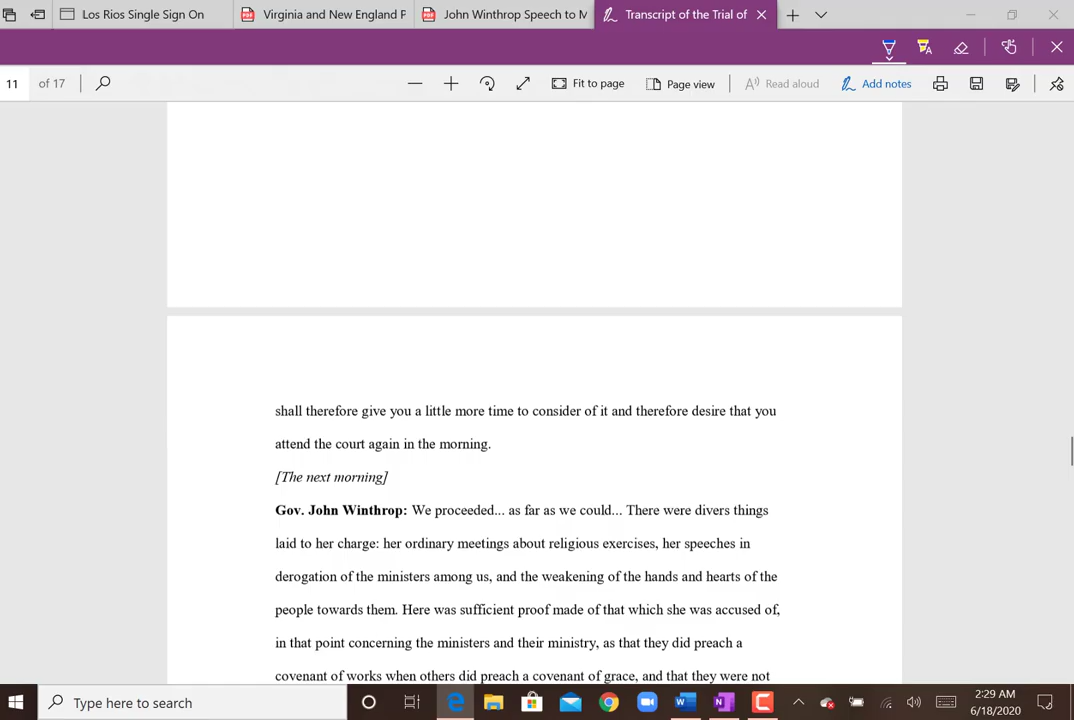 Los Rios Single Sign On
Virginia and New England P
John Winthrop Speech to M
Transcript of the Trial of
11 of 17
Fit to page
Page view
Read aloud
Add notes
shall therefore give you a little more time to consider of it and therefore desire that you
attend the court again in the morning.
[The next morning]
Gov. John Winthrop: We proceeded... as far as we could... There were divers things
laid to her charge: her ordinary meetings about religious exercises, her speeches in
derogation of the ministers among us, and the weakening of the hands and hearts of the
people towards them. Here was sufficient proof made of that which she was accused of,
in that point concerning the ministers and their ministry, as that they did preach a
covenant of works when others did preach a covenant of grace, and that they were not
Type here to search
2:29 AM
6/18/2020